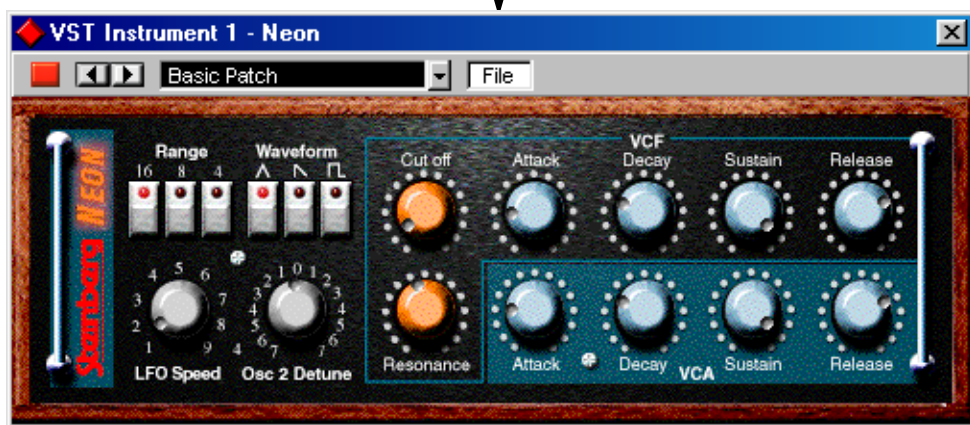 VST Instrument 1 - Neon
Basic Patch
File
NEON
Steinberg
Range
16 8 4
Waveform
LFO Speed
1 2 3 4 5 6 7 8 9
Osc 2 Detune
4 7 6 5 4 3 2 1 0 1 2 3 4 5 6 7
VCF
Cut off
Attack
Decay
Sustain
Release
Resonance
Attack
Decay
VCA
Sustain
Release